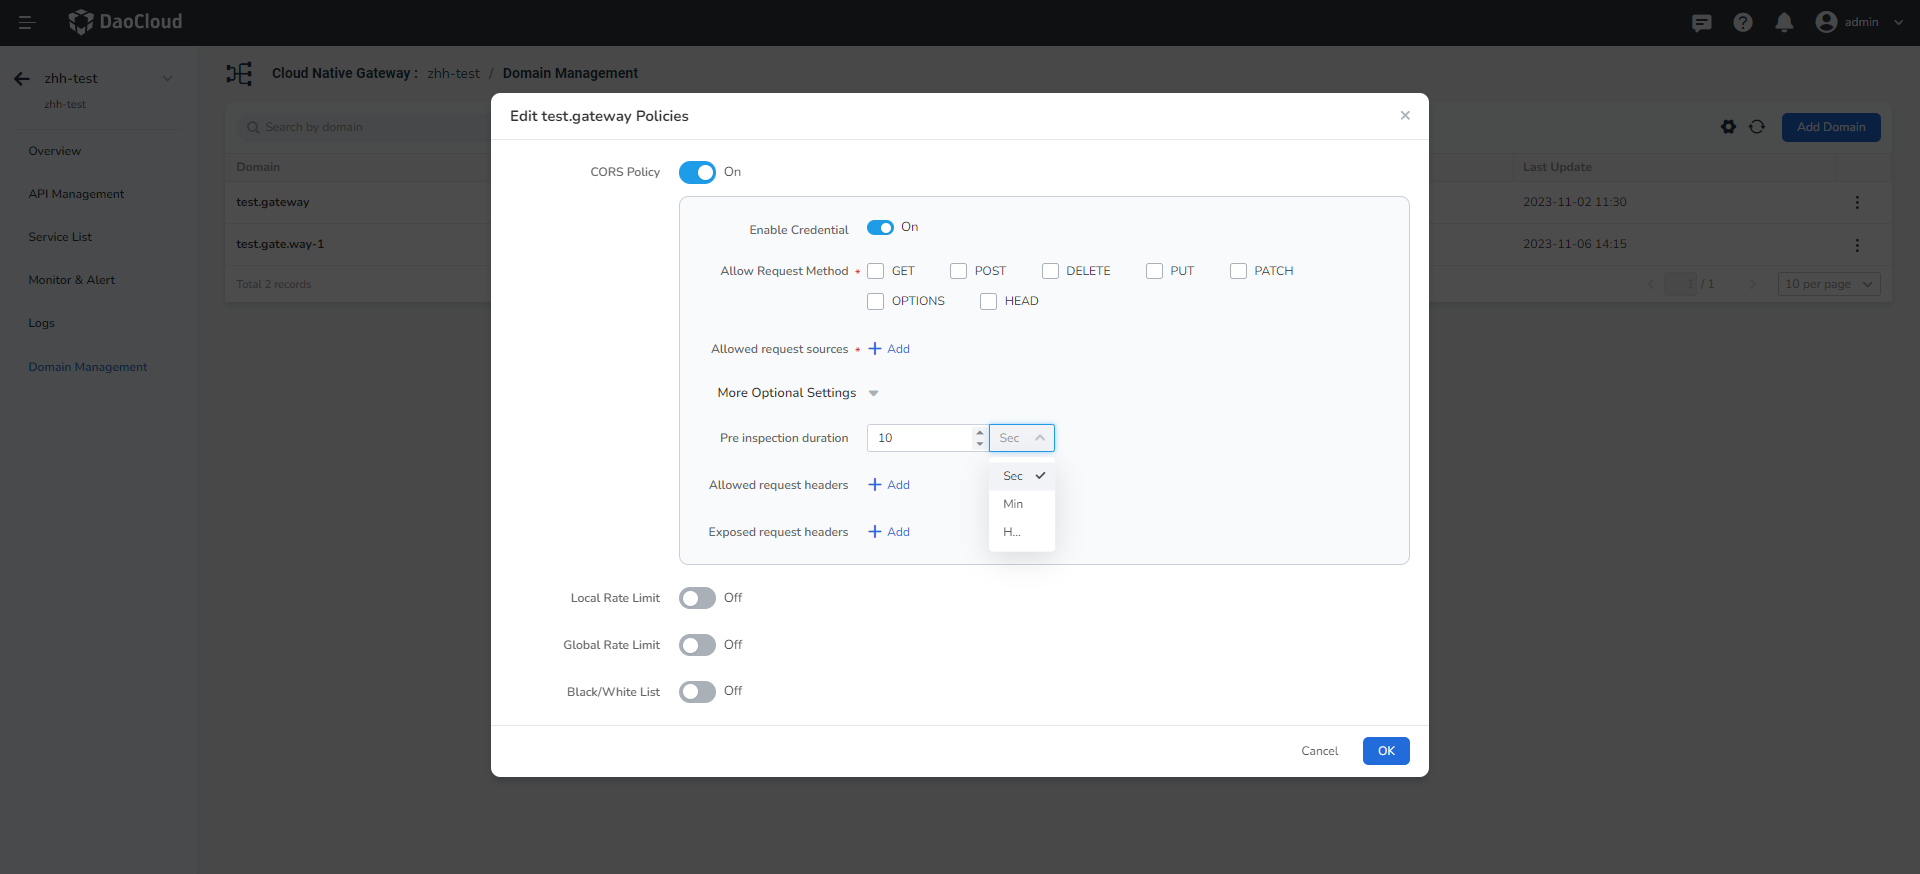 DaoCloud
admin
zhh-test
zhh-test
Overview
API Management
Service List
Monitor & Alert
Logs
Domain Management
Cloud Native Gateway : zhh-test / Domain Management
Search by domain
Add Domain
Domain
Last Update
test.gateway
2023-11-02 11:30
test.gate.way-1
2023-11-06 14:15
Total 2 records
1 / 1
10 per page
Edit test.gateway Policies
CORS Policy
On
Enable Credential
On
Allow Request Method *
GET
POST
DELETE
PUT
PATCH
OPTIONS
HEAD
Allowed request sources *
Add
More Optional Settings
Pre inspection duration
10
Sec
Sec
Min
H...
Allowed request headers
Add
Exposed request headers
Add
Local Rate Limit
Off
Global Rate Limit
Off
Black/White List
Off
Cancel
OK